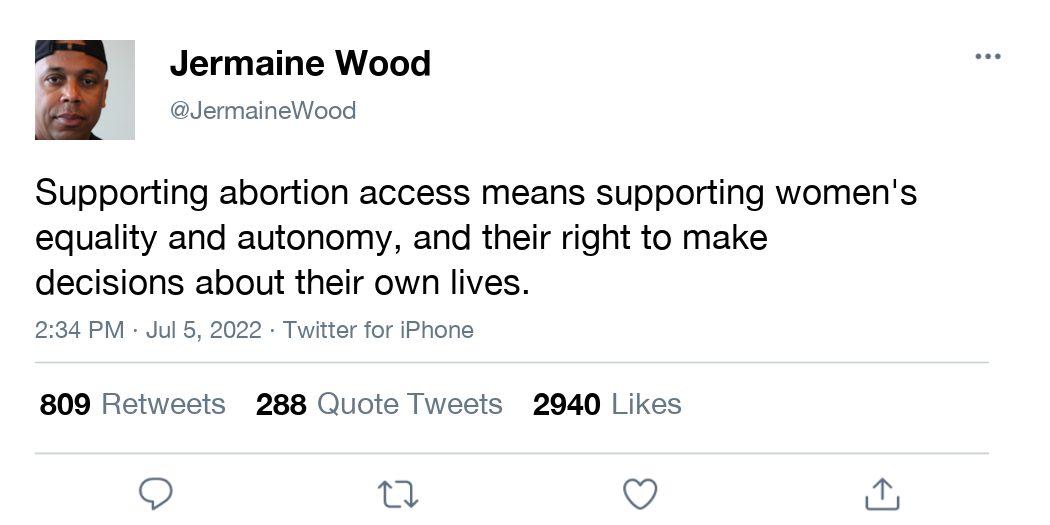 Jermaine Wood
@JermaineWood
Supporting abortion access means supporting women's
equality and autonomy, and their right to make
decisions about their own lives.
2:34 PM · Jul 5, 2022 · Twitter for iPhone
809 Retweets 288 Quote Tweets 2940 Likes